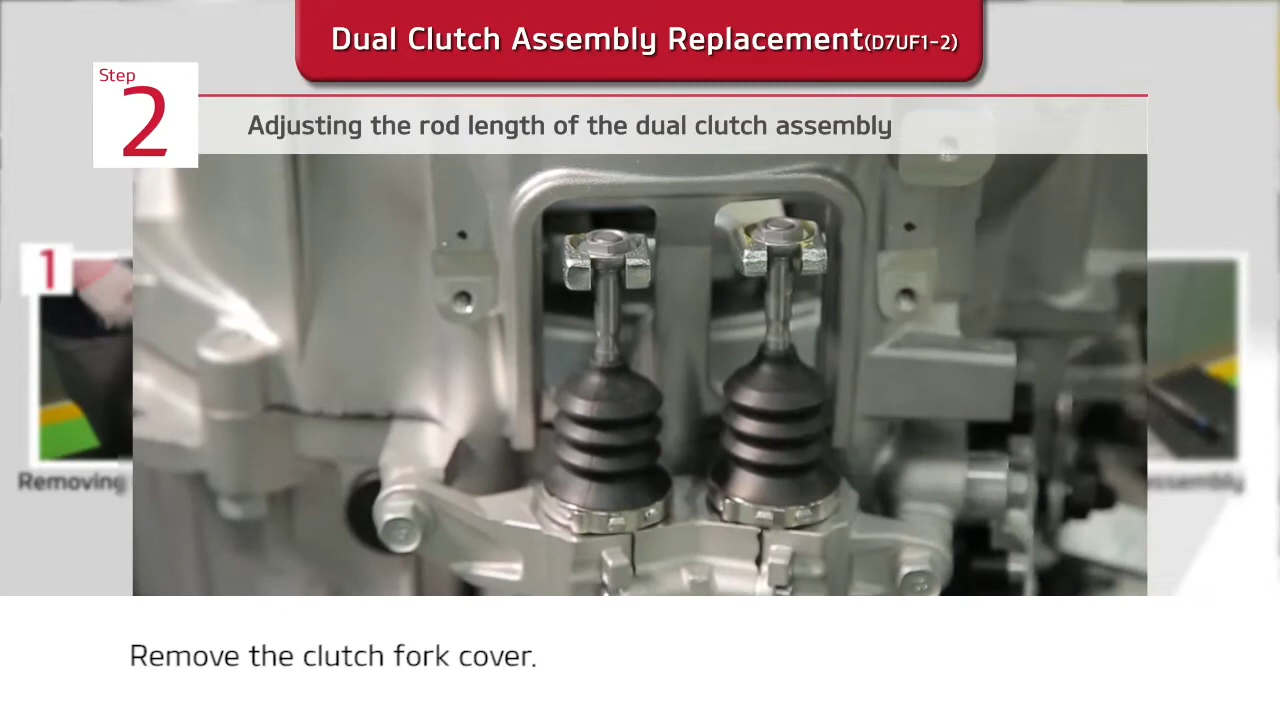 Dual Clutch Assembly Replacement(D7UF1-2)
Step
2
Adjusting the rod length of the dual clutch assembly
1
Removing
assembly
Remove the clutch fork cover.